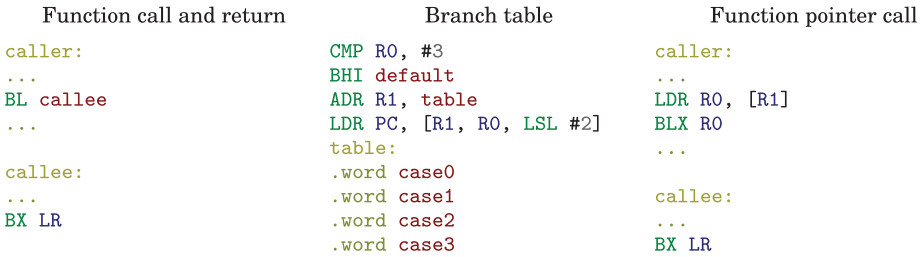 Function call and return
caller:
...
BL callee
...
callee:
...
BX LR
Branch table
CMP R0, #3
BHI default
ADR R1, table
LDR PC, [R1, R0, LSL #2]
table:
.word case0
.word case1
.word case2
.word case3
Function pointer call
caller:
...
LDR R0, [R1]
BLX R0
...
callee:
...
BX LR